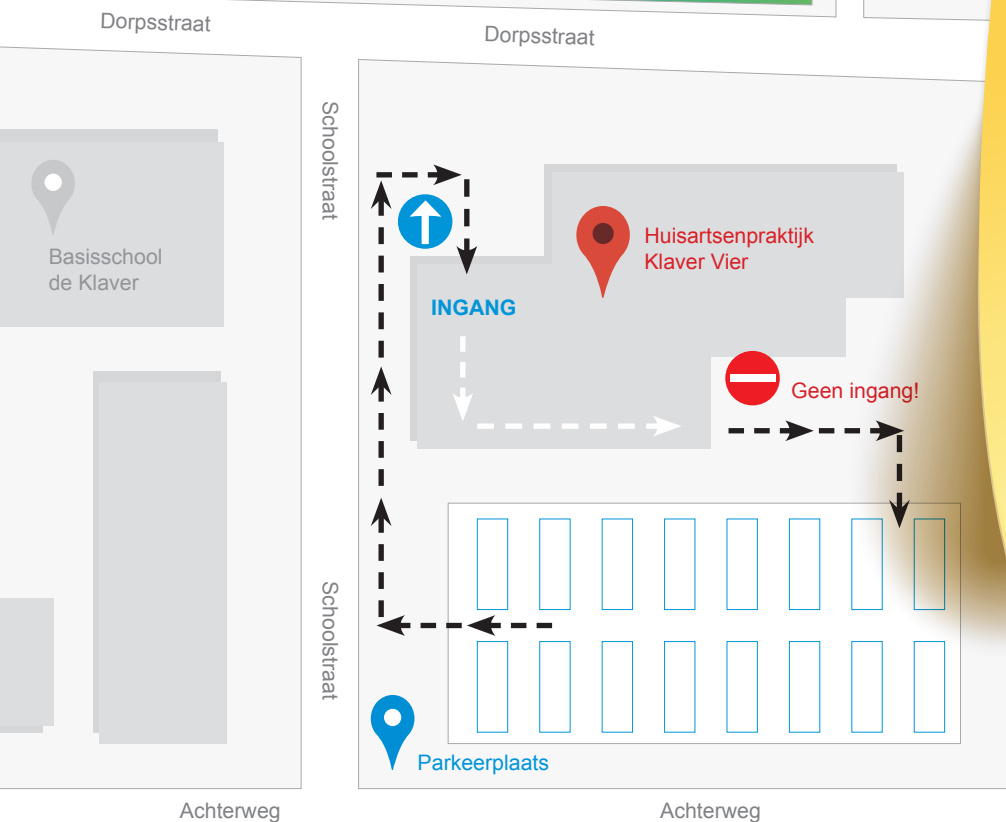 Dorpsstraat
Dorpsstraat
Schoolstraat
Basisschool
de Klaver
Huisartsenpraktijk
Klaver Vier
INGANG
Geen ingang!
Schoolstraat
Parkeerplaats
Achterweg
Achterweg